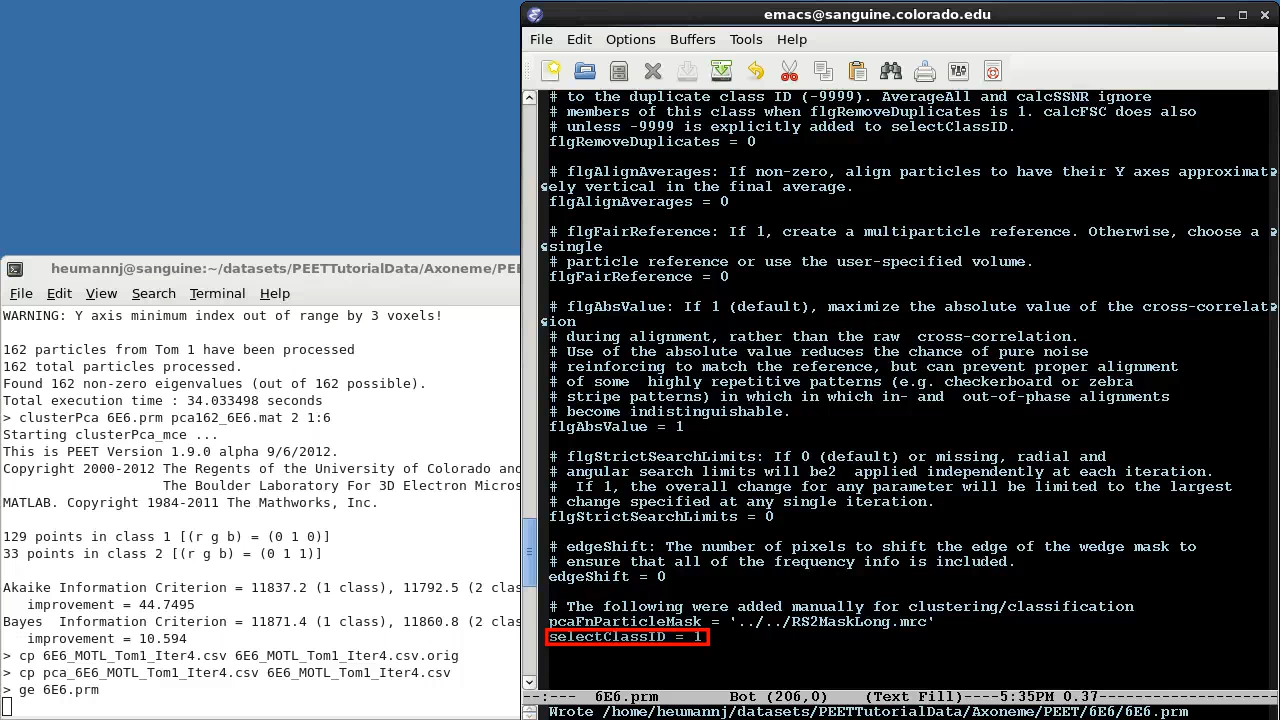 emacs@sanguine.colorado.edu
File Edit Options Buffers Tools Help
# to the duplicate class ID (-9999). AverageAll and calcSSNR ignore
# members of this class when flgRemoveDuplicates is 1. calcFSC does also
# unless -9999 is explicitly added to selectClassID.
flgRemoveDuplicates = 0
# flgAlignAverages: If non-zero, align particles to have their Y axes approximat
ely vertical in the final average.
flgAlignAverages = 0
# flgFairReference: If 1, create a multiparticle reference. Otherwise, choose a
single
# particle reference or use the user-specified volume.
flgFairReference = 0
# flgAbsValue: If 1 (default), maximize the absolute value of the cross-correlat
ion
# during alignment, rather than the raw  cross-correlation.
# Use of the absolute value reduces the chance of pure noise
# reinforcing to match the reference, but can prevent proper alignment
# of some  highly repetitive patterns (e.g. checkerboard or zebra
# stripe patterns) in which in which in- and  out-of-phase alignments
# become indistinguishable.
flgAbsValue = 1
# flgStrictSearchLimits: If 0 (default) or missing, radial and
# angular search limits will be2  applied independently at each iteration.
#  If 1, the overall change for any parameter will be limited to the largest
# change specified at any single iteration.
flgStrictSearchLimits = 0
# edgeShift: The number of pixels to shift the edge of the wedge mask to
# ensure that all of the frequency info is included.
edgeShift = 0
# The following were added manually for clustering/classification
pcaFnParticleMask = '../../RS2MaskLong.mrc'
selectClassID = 1
--:--- 6E6.prm Bot (206,0) (Text Fill)----5:35PM 0.37--------------------
Wrote /home/heumannj/datasets/PEETTutorialData/Axoneme/PEET/6E6/6E6.prm
heumannj@sanguine:~/datasets/PEETTutorialData/Axoneme/PEE
File Edit View Search Terminal Help
WARNING: Y axis minimum index out of range by 3 voxels!
162 particles from Tom 1 have been processed
162 total particles processed.
Found 162 non-zero eigenvalues (out of 162 possible).
Total execution time : 34.033498 seconds
> clusterPca 6E6.prm pca162_6E6.mat 2 1:6
Starting clusterPca_mce ...
This is PEET Version 1.9.0 alpha 9/6/2012.
Copyright 2000-2012 The Regents of the University of Colorado and
The Boulder Laboratory For 3D Electron Micros
MATLAB. Copyright 1984-2011 The Mathworks, Inc.
129 points in class 1 [(r g b) = (0 1 0)]
33 points in class 2 [(r g b) = (0 1 1)]
Akaike Information Criterion = 11837.2 (1 class), 11792.5 (2 clas
improvement = 44.7495
Bayes  Information Criterion = 11871.4 (1 class), 11860.8 (2 clas
improvement = 10.594
> cp 6E6_MOTL_Tom1_Iter4.csv 6E6_MOTL_Tom1_Iter4.csv.orig
> cp pca_6E6_MOTL_Tom1_Iter4.csv 6E6_MOTL_Tom1_Iter4.csv
> ge 6E6.prm